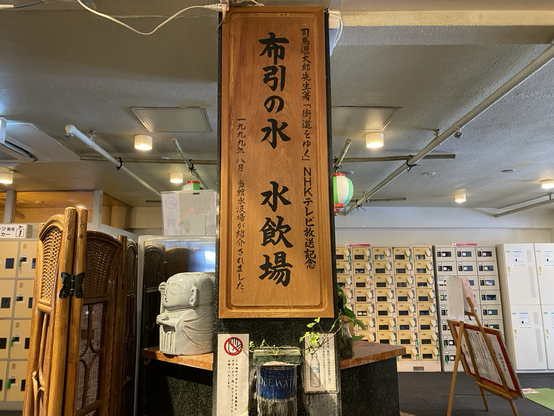 司馬遼太郎先生著「街道をゆく」NHKテレビ放送記念
布引の水　水飲場
一九九九年八月　当館水汲場が紹介されました。